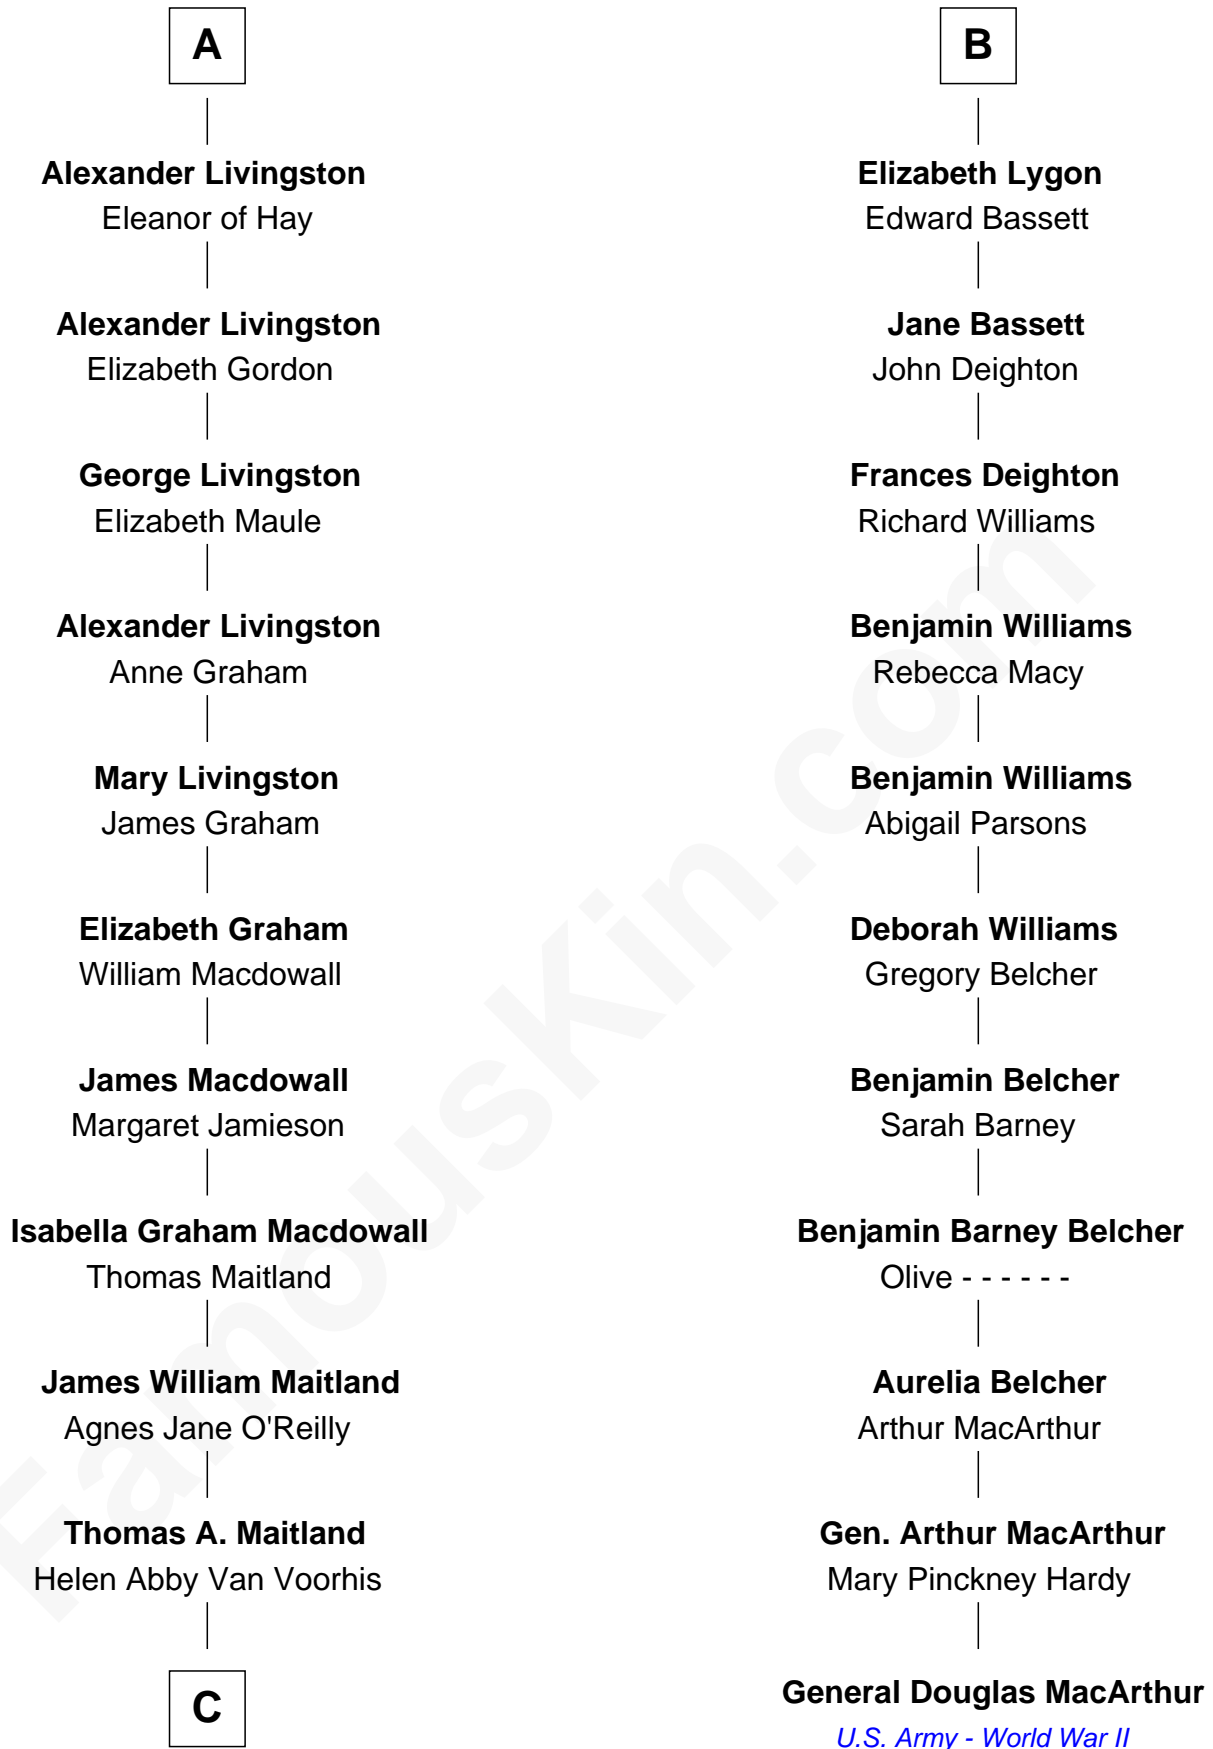 A
Alexander Livingston
Eleanor of Hay
Alexander Livingston
Elizabeth Gordon
George Livingston
Elizabeth Maule
Alexander Livingston
Anne Graham
Mary Livingston
James Graham
Elizabeth Graham
William Macdowall
James Macdowall
Margaret Jamieson
Isabella Graham Macdowall
Thomas Maitland
James William Maitland
Agnes Jane O'Reilly
Thomas A. Maitland
Helen Abby Van Voorhis
C
B
Elizabeth Lygon
Edward Bassett
Jane Bassett
John Deighton
Frances Deighton
Richard Williams
Benjamin Williams
Rebecca Macy
Benjamin Williams
Abigail Parsons
Deborah Williams
Gregory Belcher
Benjamin Belcher
Sarah Barney
Benjamin Barney Belcher
Olive - - - - - -
Aurelia Belcher
Arthur MacArthur
Gen. Arthur MacArthur
Mary Pinckney Hardy
General Douglas MacArthur
U.S. Army - World War II
FamousKin.com